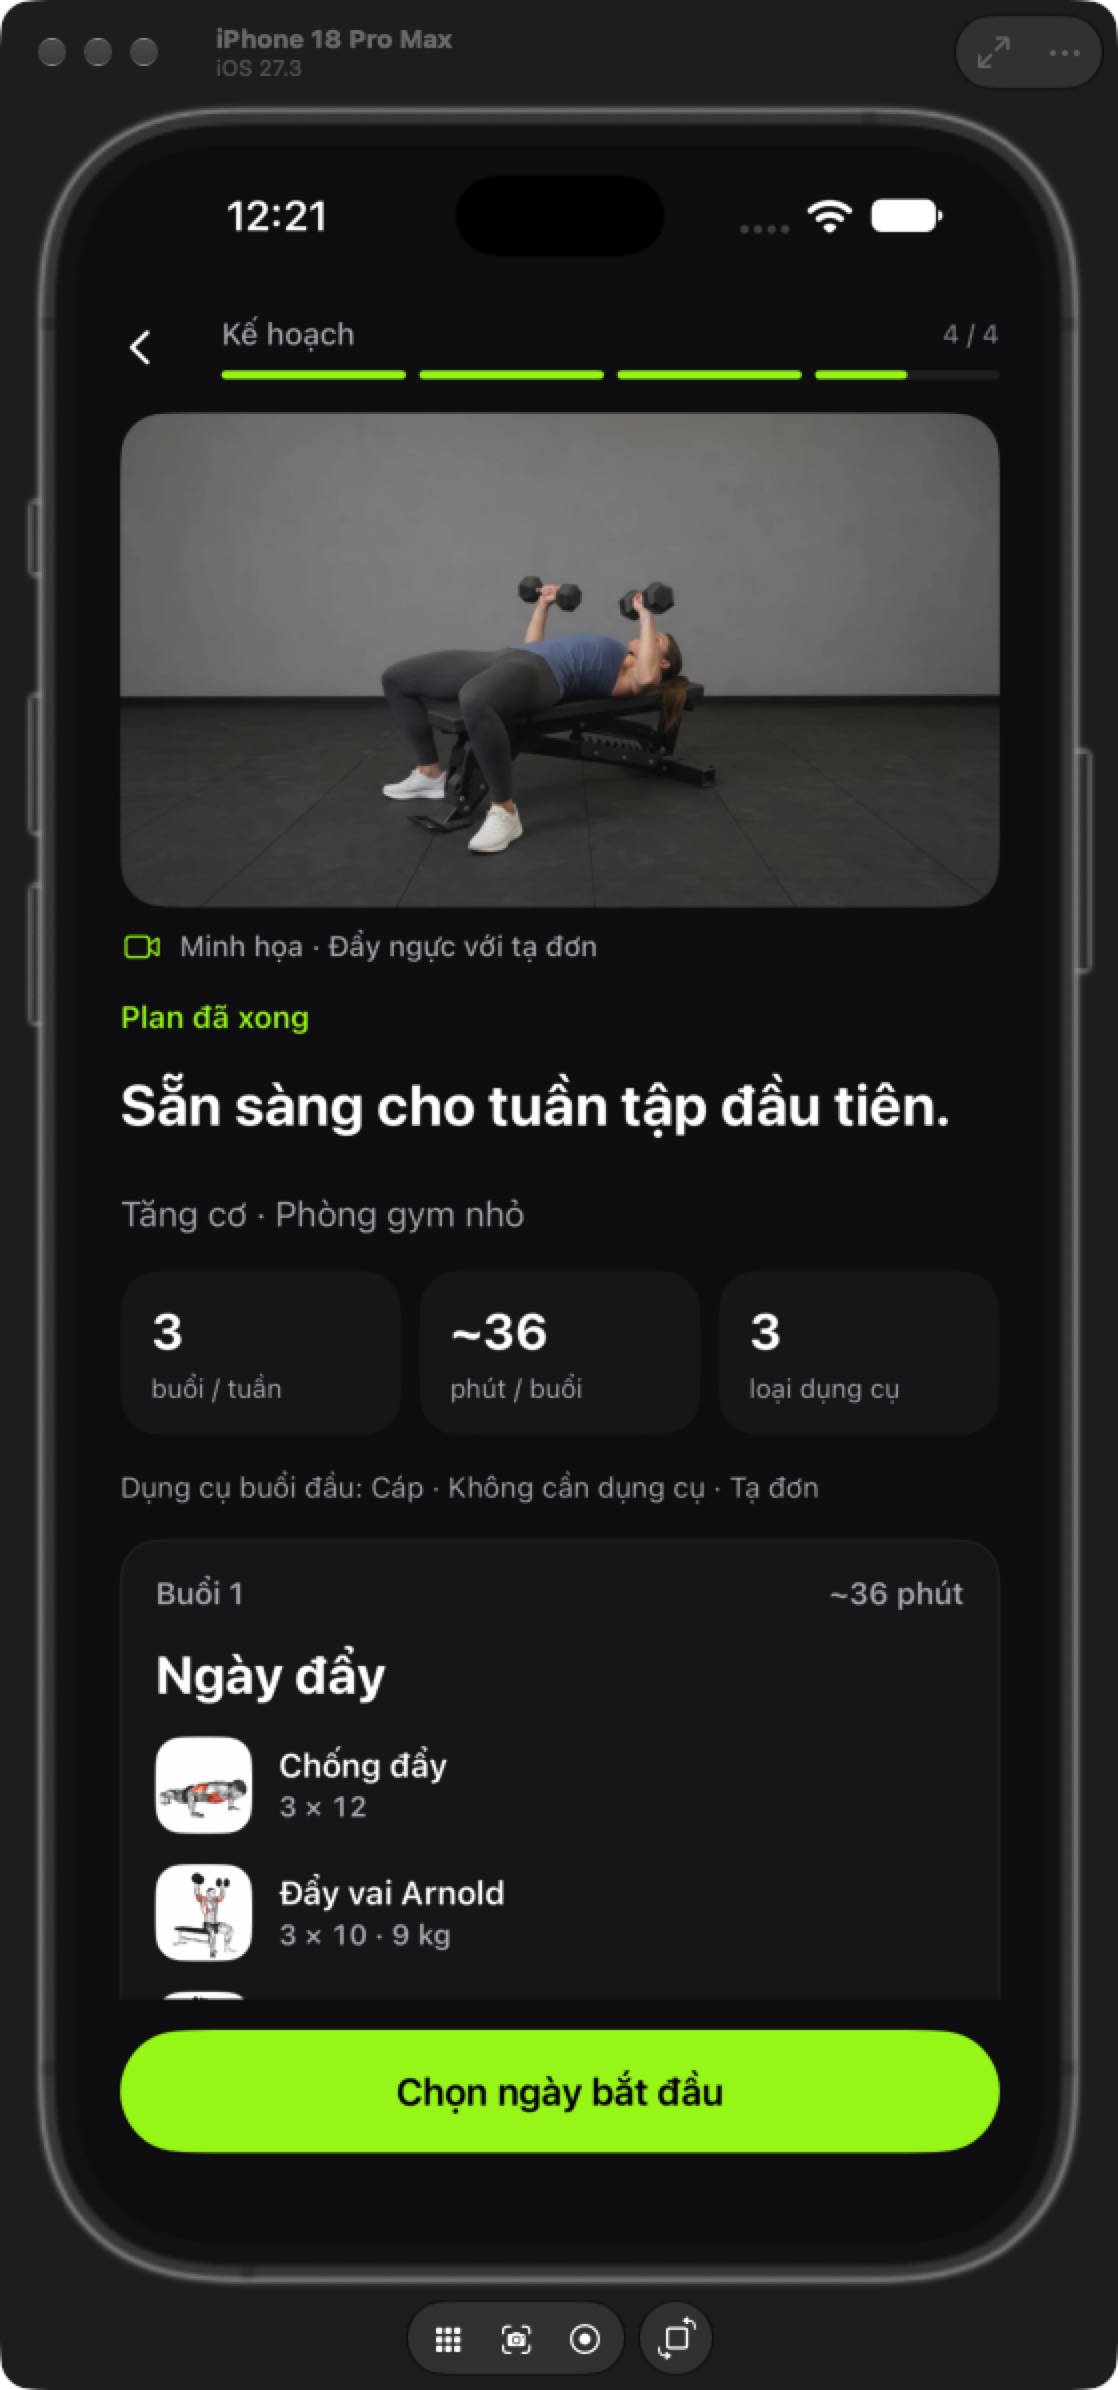 iPhone 18 Pro Max
iOS 27.3
12:21
Kế hoạch
4 / 4
Minh họa · Đẩy ngực với tạ đơn
Plan đã xong
Sẵn sàng cho tuần tập đầu tiên.
Tăng cơ · Phòng gym nhỏ
3
buổi / tuần
~36
phút / buổi
3
loại dụng cụ
Dụng cụ buổi đầu: Cáp · Không cần dụng cụ · Tạ đơn
Buổi 1
~36 phút
Ngày đẩy
Chống đẩy
3 × 12
Đẩy vai Arnold
3 × 10 · 9 kg
Chọn ngày bắt đầu